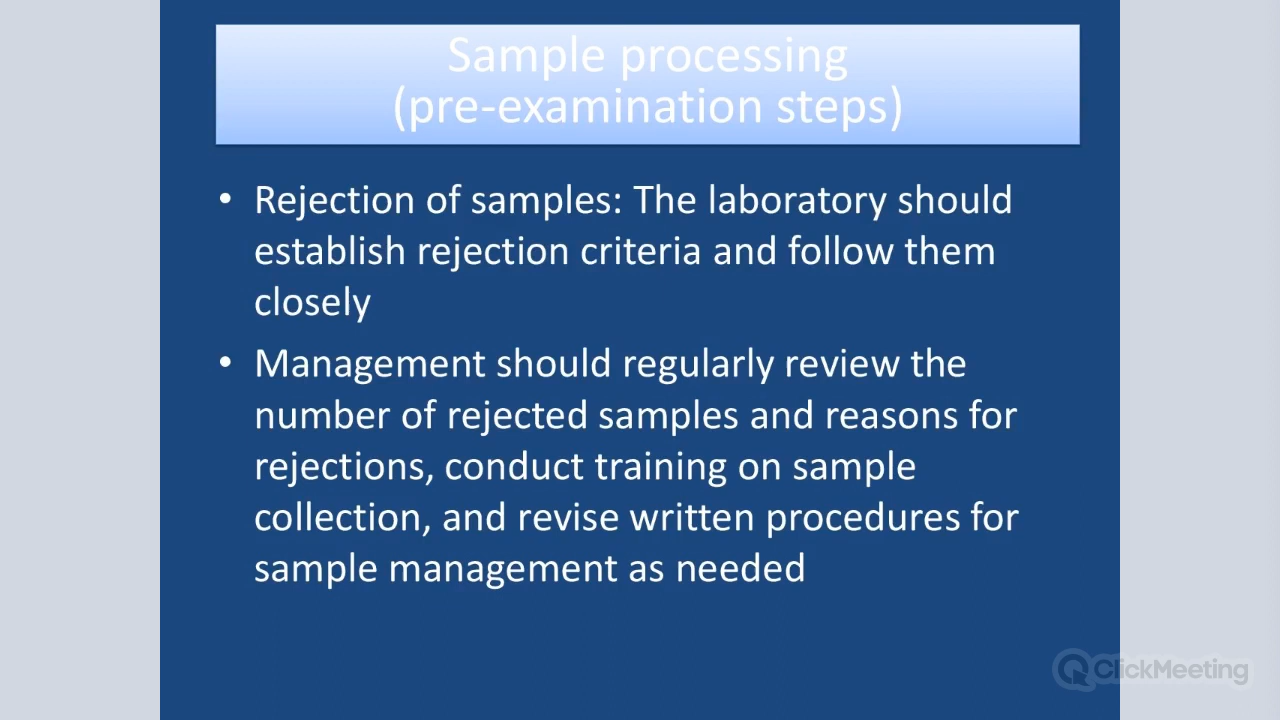 Sample processing
(pre-examination steps)
• Rejection of samples: The laboratory should
establish rejection criteria and follow them
closely
• Management should regularly review the
number of rejected samples and reasons for
rejections, conduct training on sample
collection, and revise written procedures for
sample management as needed
ClickMeeting